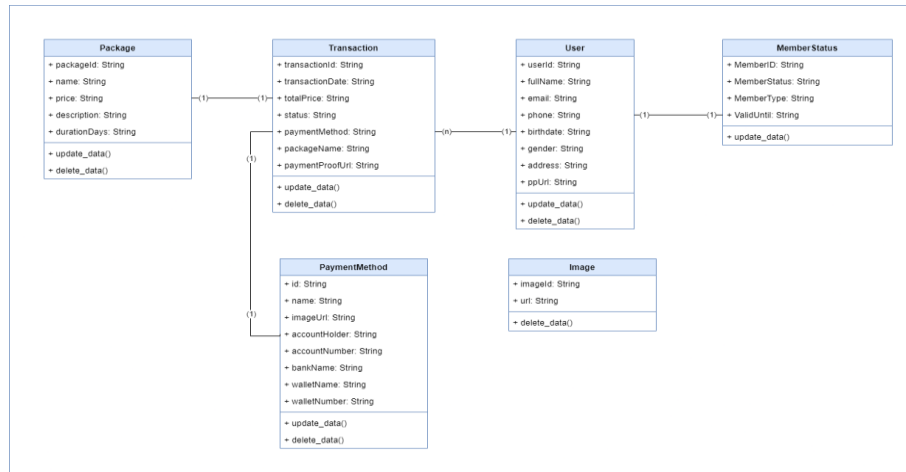 Package
+ packageId: String
+ name: String
+ price: String
+ description: String
+ durationDays: String
+ update_data()
+ delete_data()
(1)
(1)
Transaction
+ transactionId: String
+ transactionDate: String
+ totalPrice: String
+ status: String
+ paymentMethod: String
+ packageName: String
+ paymentProofUrl: String
+ update_data()
+ delete_data()
(n)
(1)
User
+ userId: String
+ fullName: String
+ email: String
+ phone: String
+ birthdate: String
+ gender: String
+ address: String
+ ppUrl: String
+ update_data()
+ delete_data()
(1)
(1)
MemberStatus
+ MemberID: String
+ MemberStatus: String
+ MemberType: String
+ ValidUntil: String
+ update_data()
(1)
(1)
PaymentMethod
+ id: String
+ name: String
+ imageUrl: String
+ accountHolder: String
+ accountNumber: String
+ bankName: String
+ walletName: String
+ walletNumber: String
+ update_data()
+ delete_data()
Image
+ imageId: String
+ url: String
+ delete_data()